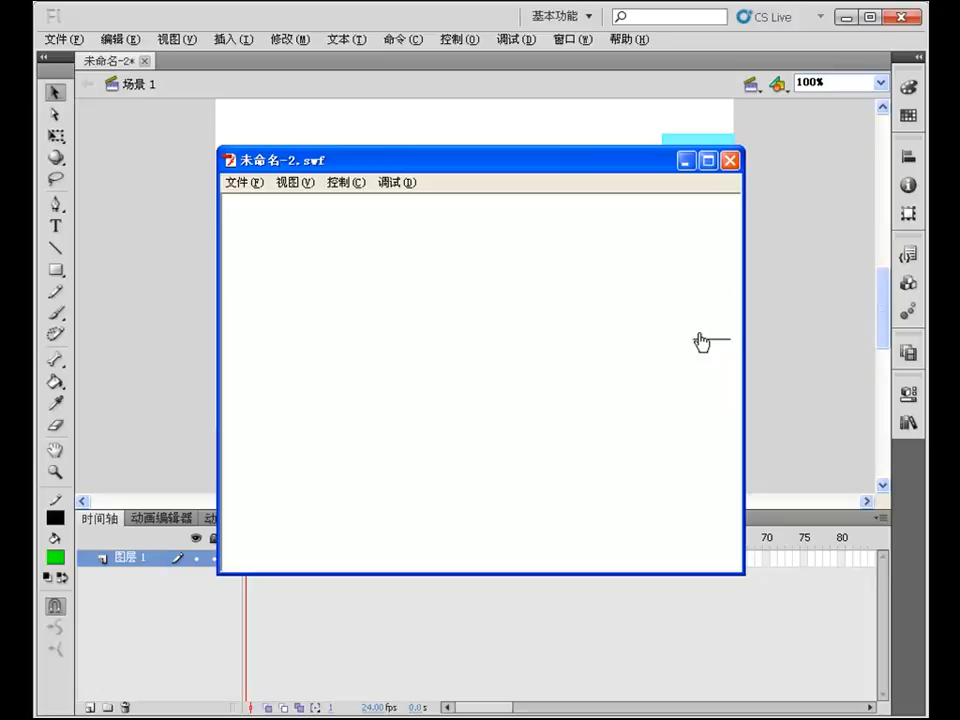 Fl
基本功能
CS Live
文件(F) 编辑(E) 视图(V) 插入(I) 修改(M) 文本(T) 命令(C) 控制(O) 调试(D) 窗口(W) 帮助(H)
未命名-2*
场景 1
100%
未命名-2.swf
文件(F) 视图(V) 控制(C) 调试(D)
T
时间轴 动画编辑器 动
70 75 80
图层 1
1 24.00fps 0.0s